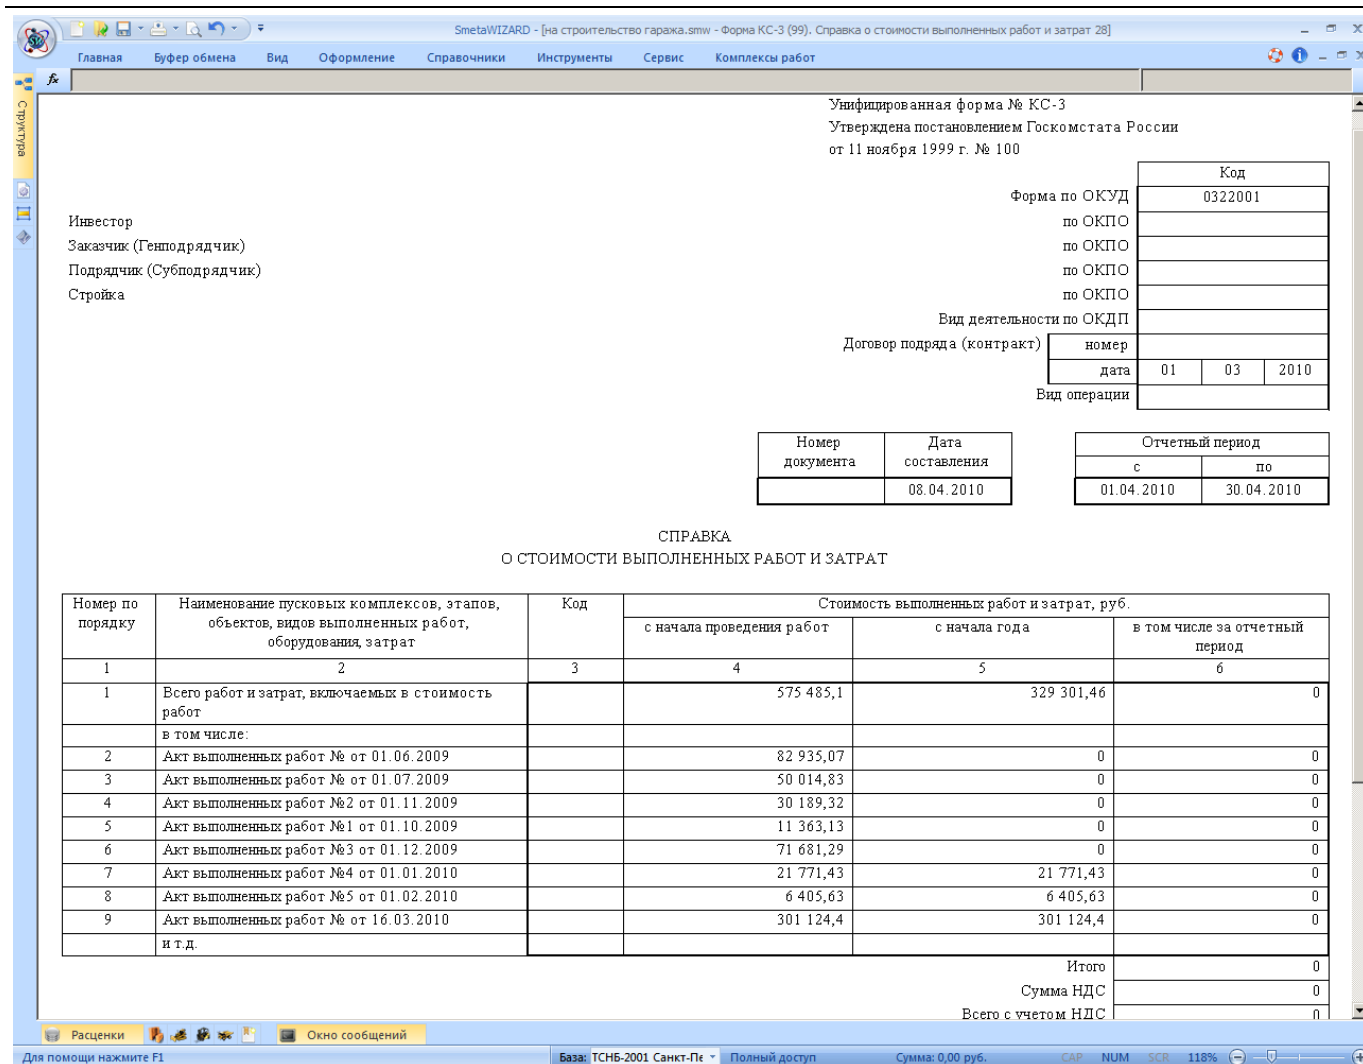 SmetaWIZARD - [на строительство гаража.smw - Форма КС-3 (99). Справка о стоимости выполненных работ и затрат 28]
Главная Буфер обмена Вид Оформление Справочники Инструменты Сервис Комплексы работ
fx
Структура
Унифицированная форма № КС-3
Утверждена постановлением Госкомстата России
от 11 ноября 1999 г. № 100
Код
Форма по ОКУД 0322001
Инвестор по ОКПО
Заказчик (Генподрядчик) по ОКПО
Подрядчик (Субподрядчик) по ОКПО
Стройка по ОКПО
Вид деятельности по ОКДП
Договор подряда (контракт) номер
дата 01 03 2010
Вид операции
Номер документа Дата составления Отчетный период
с по
08.04.2010 01.04.2010 30.04.2010
СПРАВКА
О СТОИМОСТИ ВЫПОЛНЕННЫХ РАБОТ И ЗАТРАТ
Номер по порядку Наименование пусковых комплексов, этапов, объектов, видов выполненных работ, оборудования, затрат Код Стоимость выполненных работ и затрат, руб.
с начала проведения работ с начала года в том числе за отчетный период
1 2 3 4 5 6
1 Всего работ и затрат, включаемых в стоимость работ 575 485,1 329 301,46 0
в том числе:
2 Акт выполненных работ № от 01.06.2009 82 935,07 0 0
3 Акт выполненных работ № от 01.07.2009 50 014,83 0 0
4 Акт выполненных работ №2 от 01.11.2009 30 189,32 0 0
5 Акт выполненных работ №1 от 01.10.2009 11 363,13 0 0
6 Акт выполненных работ №3 от 01.12.2009 71 681,29 0 0
7 Акт выполненных работ №4 от 01.01.2010 21 771,43 21 771,43 0
8 Акт выполненных работ №5 от 01.02.2010 6 405,63 6 405,63 0
9 Акт выполненных работ № от 16.03.2010 301 124,4 301 124,4 0
и т.д.
Итого 0
Сумма НДС 0
Всего с учетом НДС 0
Расценки Окно сообщений
Для помощи нажмите F1 База: ТСНБ-2001 Санкт-Пе Полный доступ Сумма: 0,00 руб. CAP NUM SCR 118%